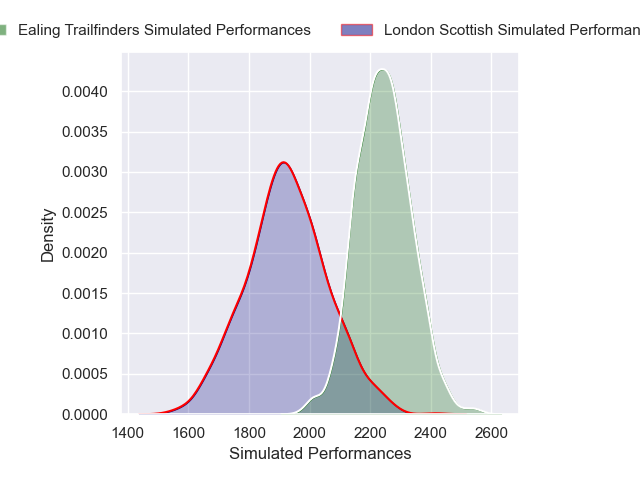 Ealing Trailfinders Simulated Performances
London Scottish Simulated Performan
0.0040
0.0035
0.0030
0.0025
0.0020
0.0015
0.0010
0.0005
0.0000
Density
1400 1600 1800 2000 2200 2400 2600
Simulated Performances